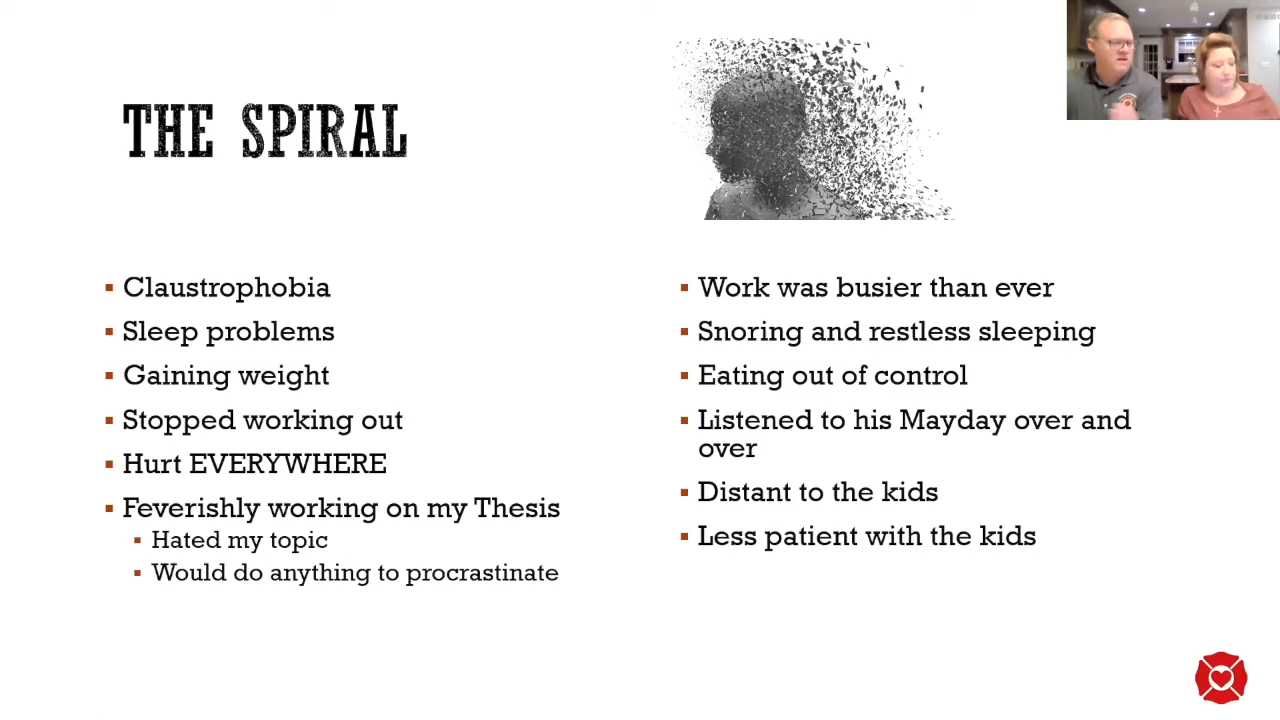 THE SPIRAL
Claustrophobia
Sleep problems
Gaining weight
Stopped working out
Hurt EVERYWHERE
Feverishly working on my Thesis
Hated my topic
Would do anything to procrastinate
Work was busier than ever
Snoring and restless sleeping
Eating out of control
Listened to his Mayday over and
over
Distant to the kids
Less patient with the kids